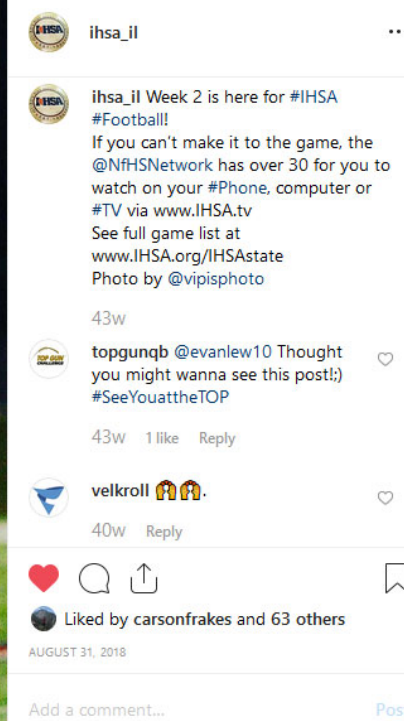 IHSA
ihsa_il
IHSA
ihsa_il Week 2 is here for #IHSA
#Football!
If you can't make it to the game, the
@NfHSNetwork has over 30 for you to
watch on your #Phone, computer or
#TV via www.IHSA.tv
See full game list at
www.IHSA.org/IHSAstate
Photo by @vipisphoto
43w
TOP GUN
topgunqb @evanlew10 Thought
you might wanna see this post!;)
#SeeYouattheTOP
43w 1 like Reply
velkroll 🙌🙌.
40w Reply
Liked by carsonfrakes and 63 others
AUGUST 31, 2018
Add a comment...